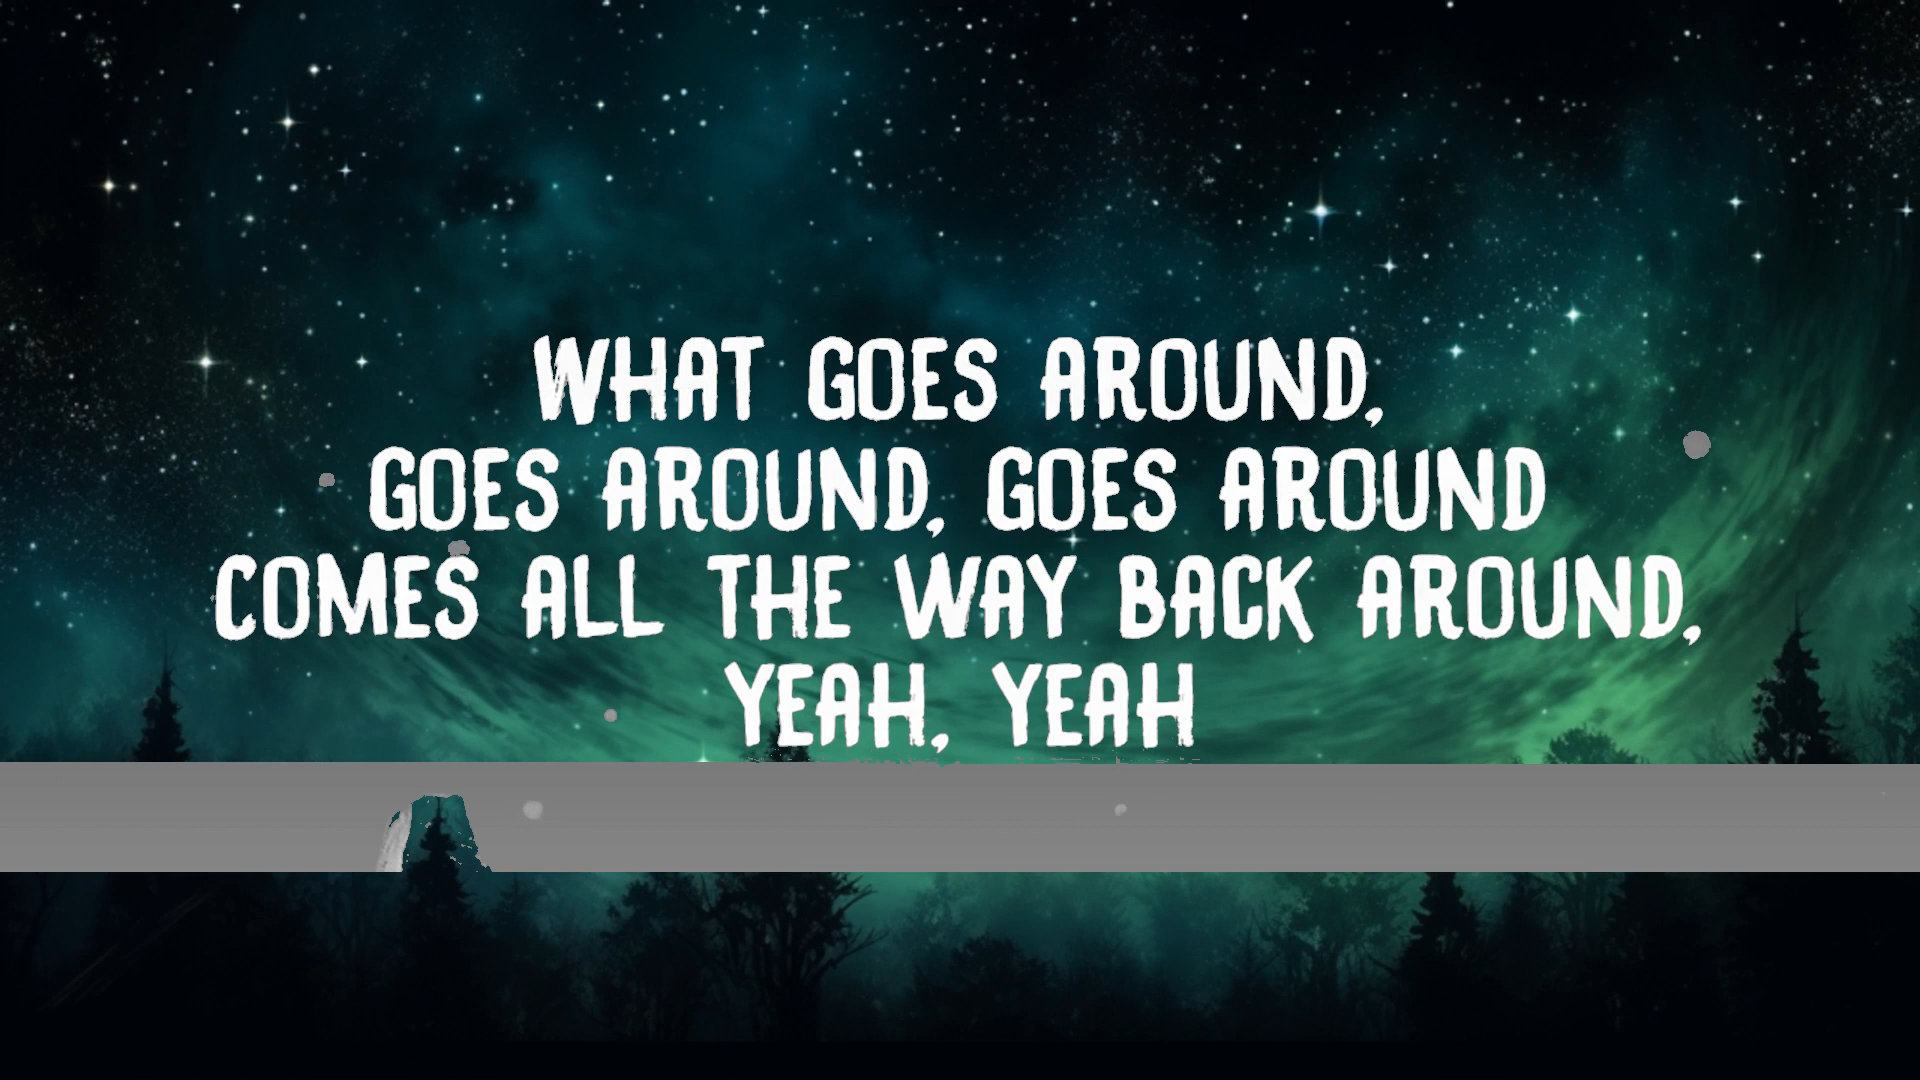 WHAT GOES AROUND,
GOES AROUND, GOES AROUND
COMES ALL THE WAY BACK AROUND,
YEAH, YEAH